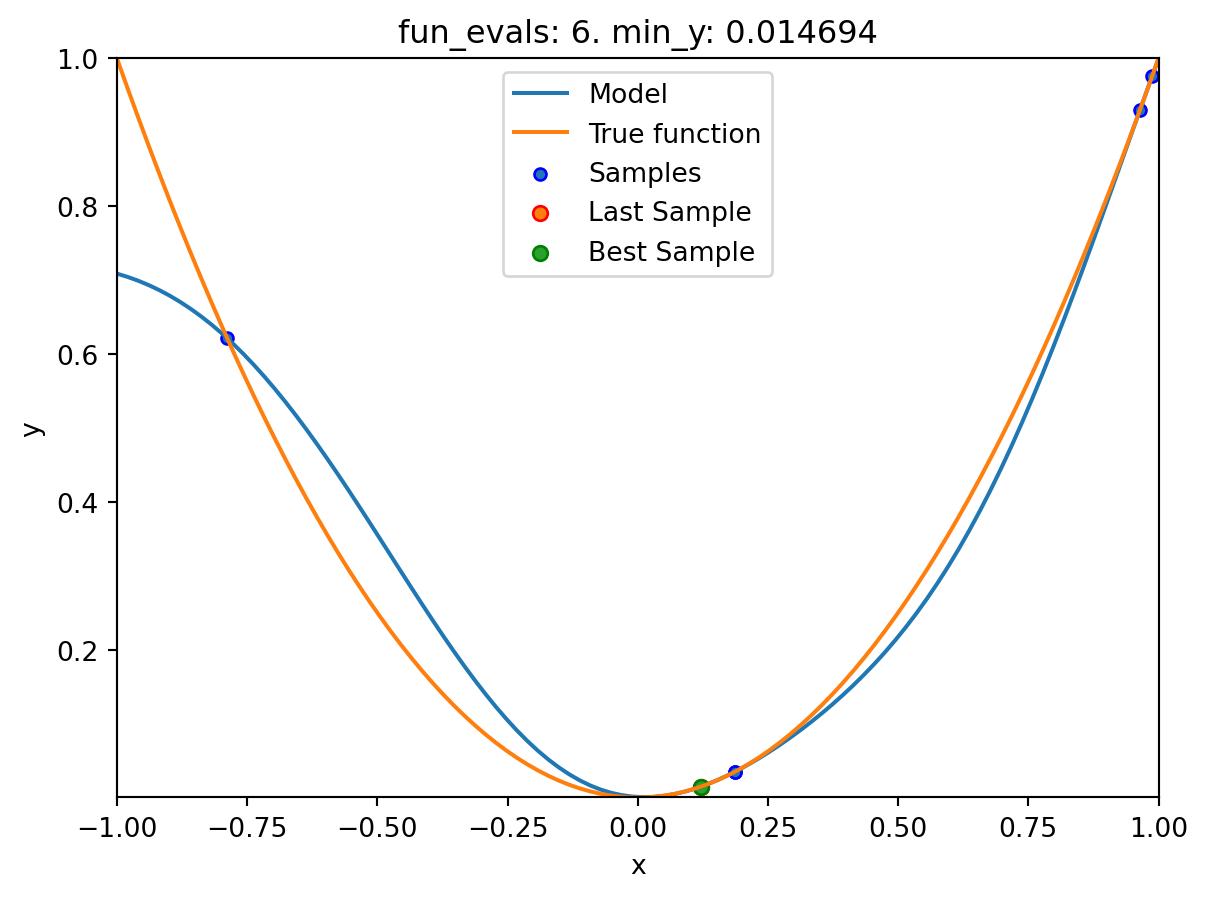 fun_evals: 6. min_y: 0.014694
1.0
0.8
0.6
0.4
0.2
y
Model
True function
Samples
Last Sample
Best Sample
−1.00 −0.75 −0.50 −0.25 0.00 0.25 0.50 0.75 1.00
x